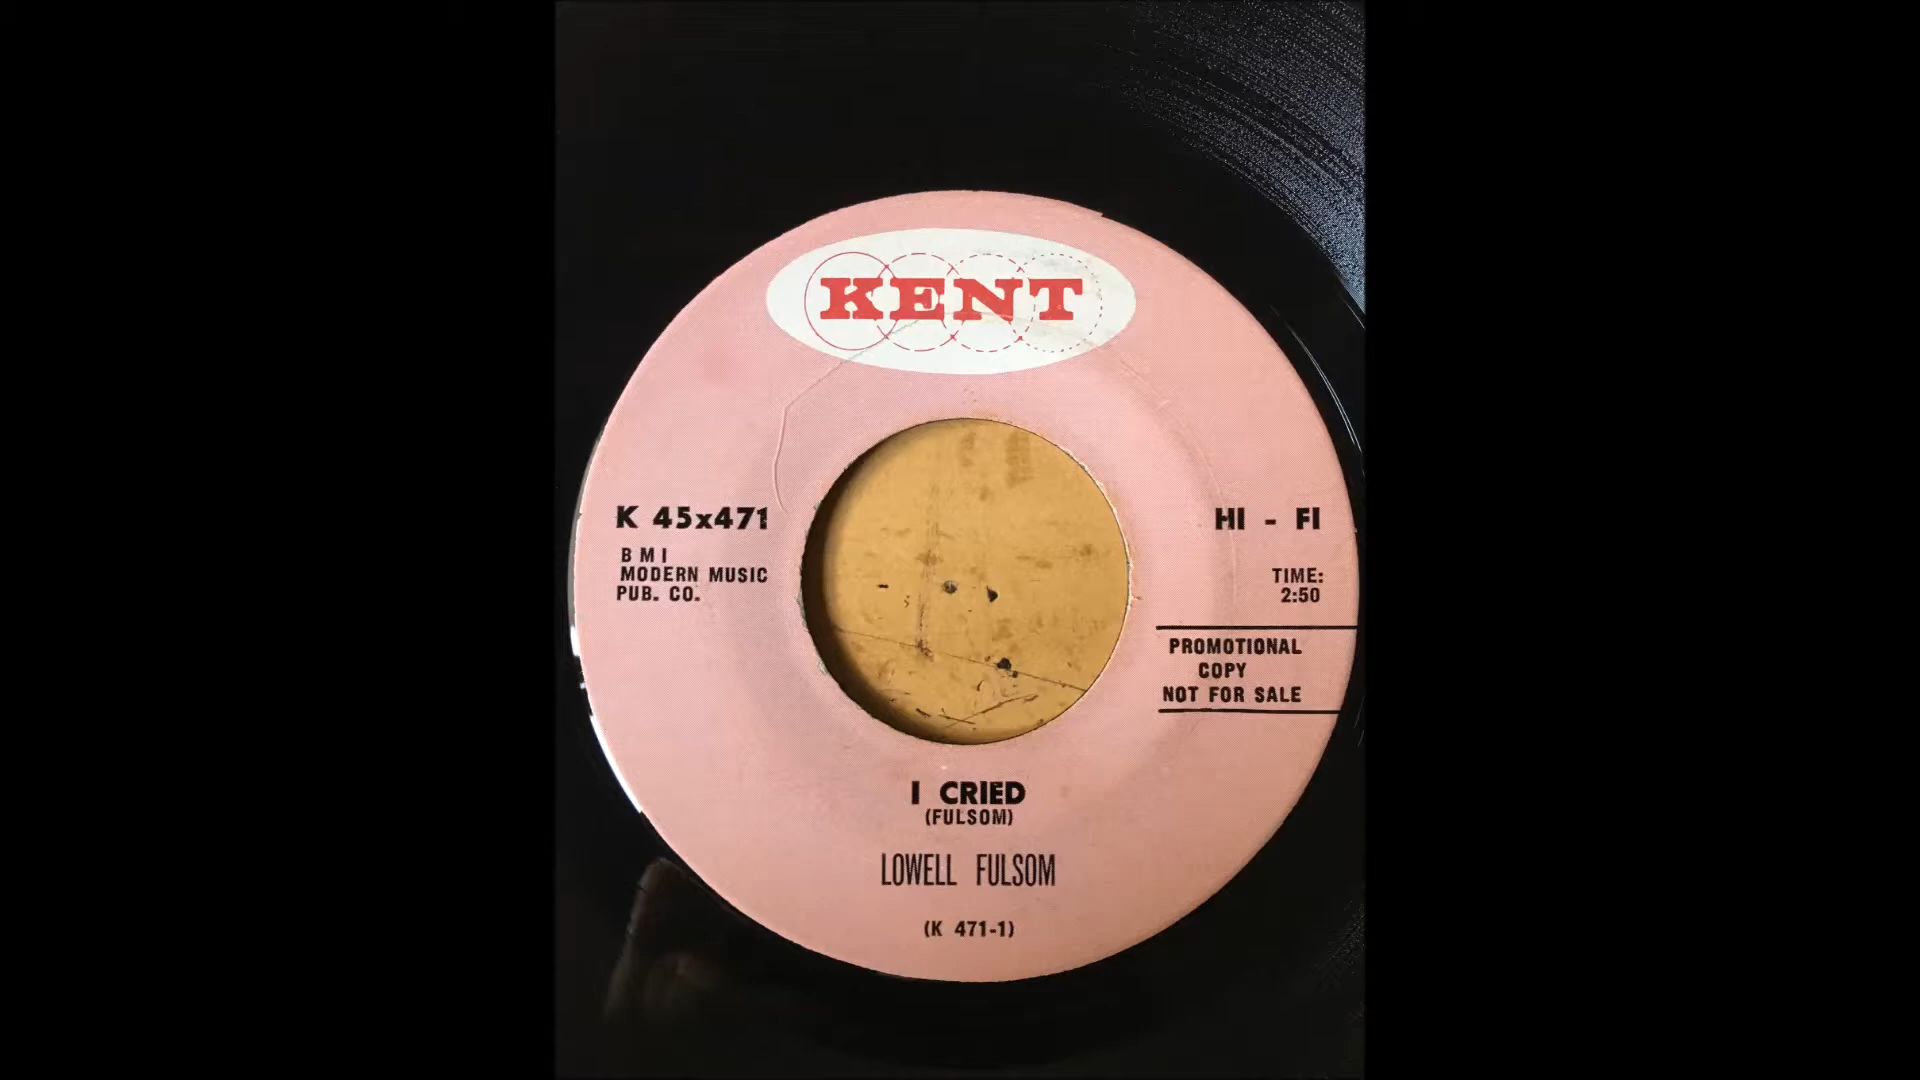 KENT
K 45x471
HI - FI
BMI
MODERN MUSIC
PUB. CO.
TIME:
2:50
PROMOTIONAL
COPY
NOT FOR SALE
I CRIED
(FULSOM)
LOWELL FULSOM
(K 471-1)